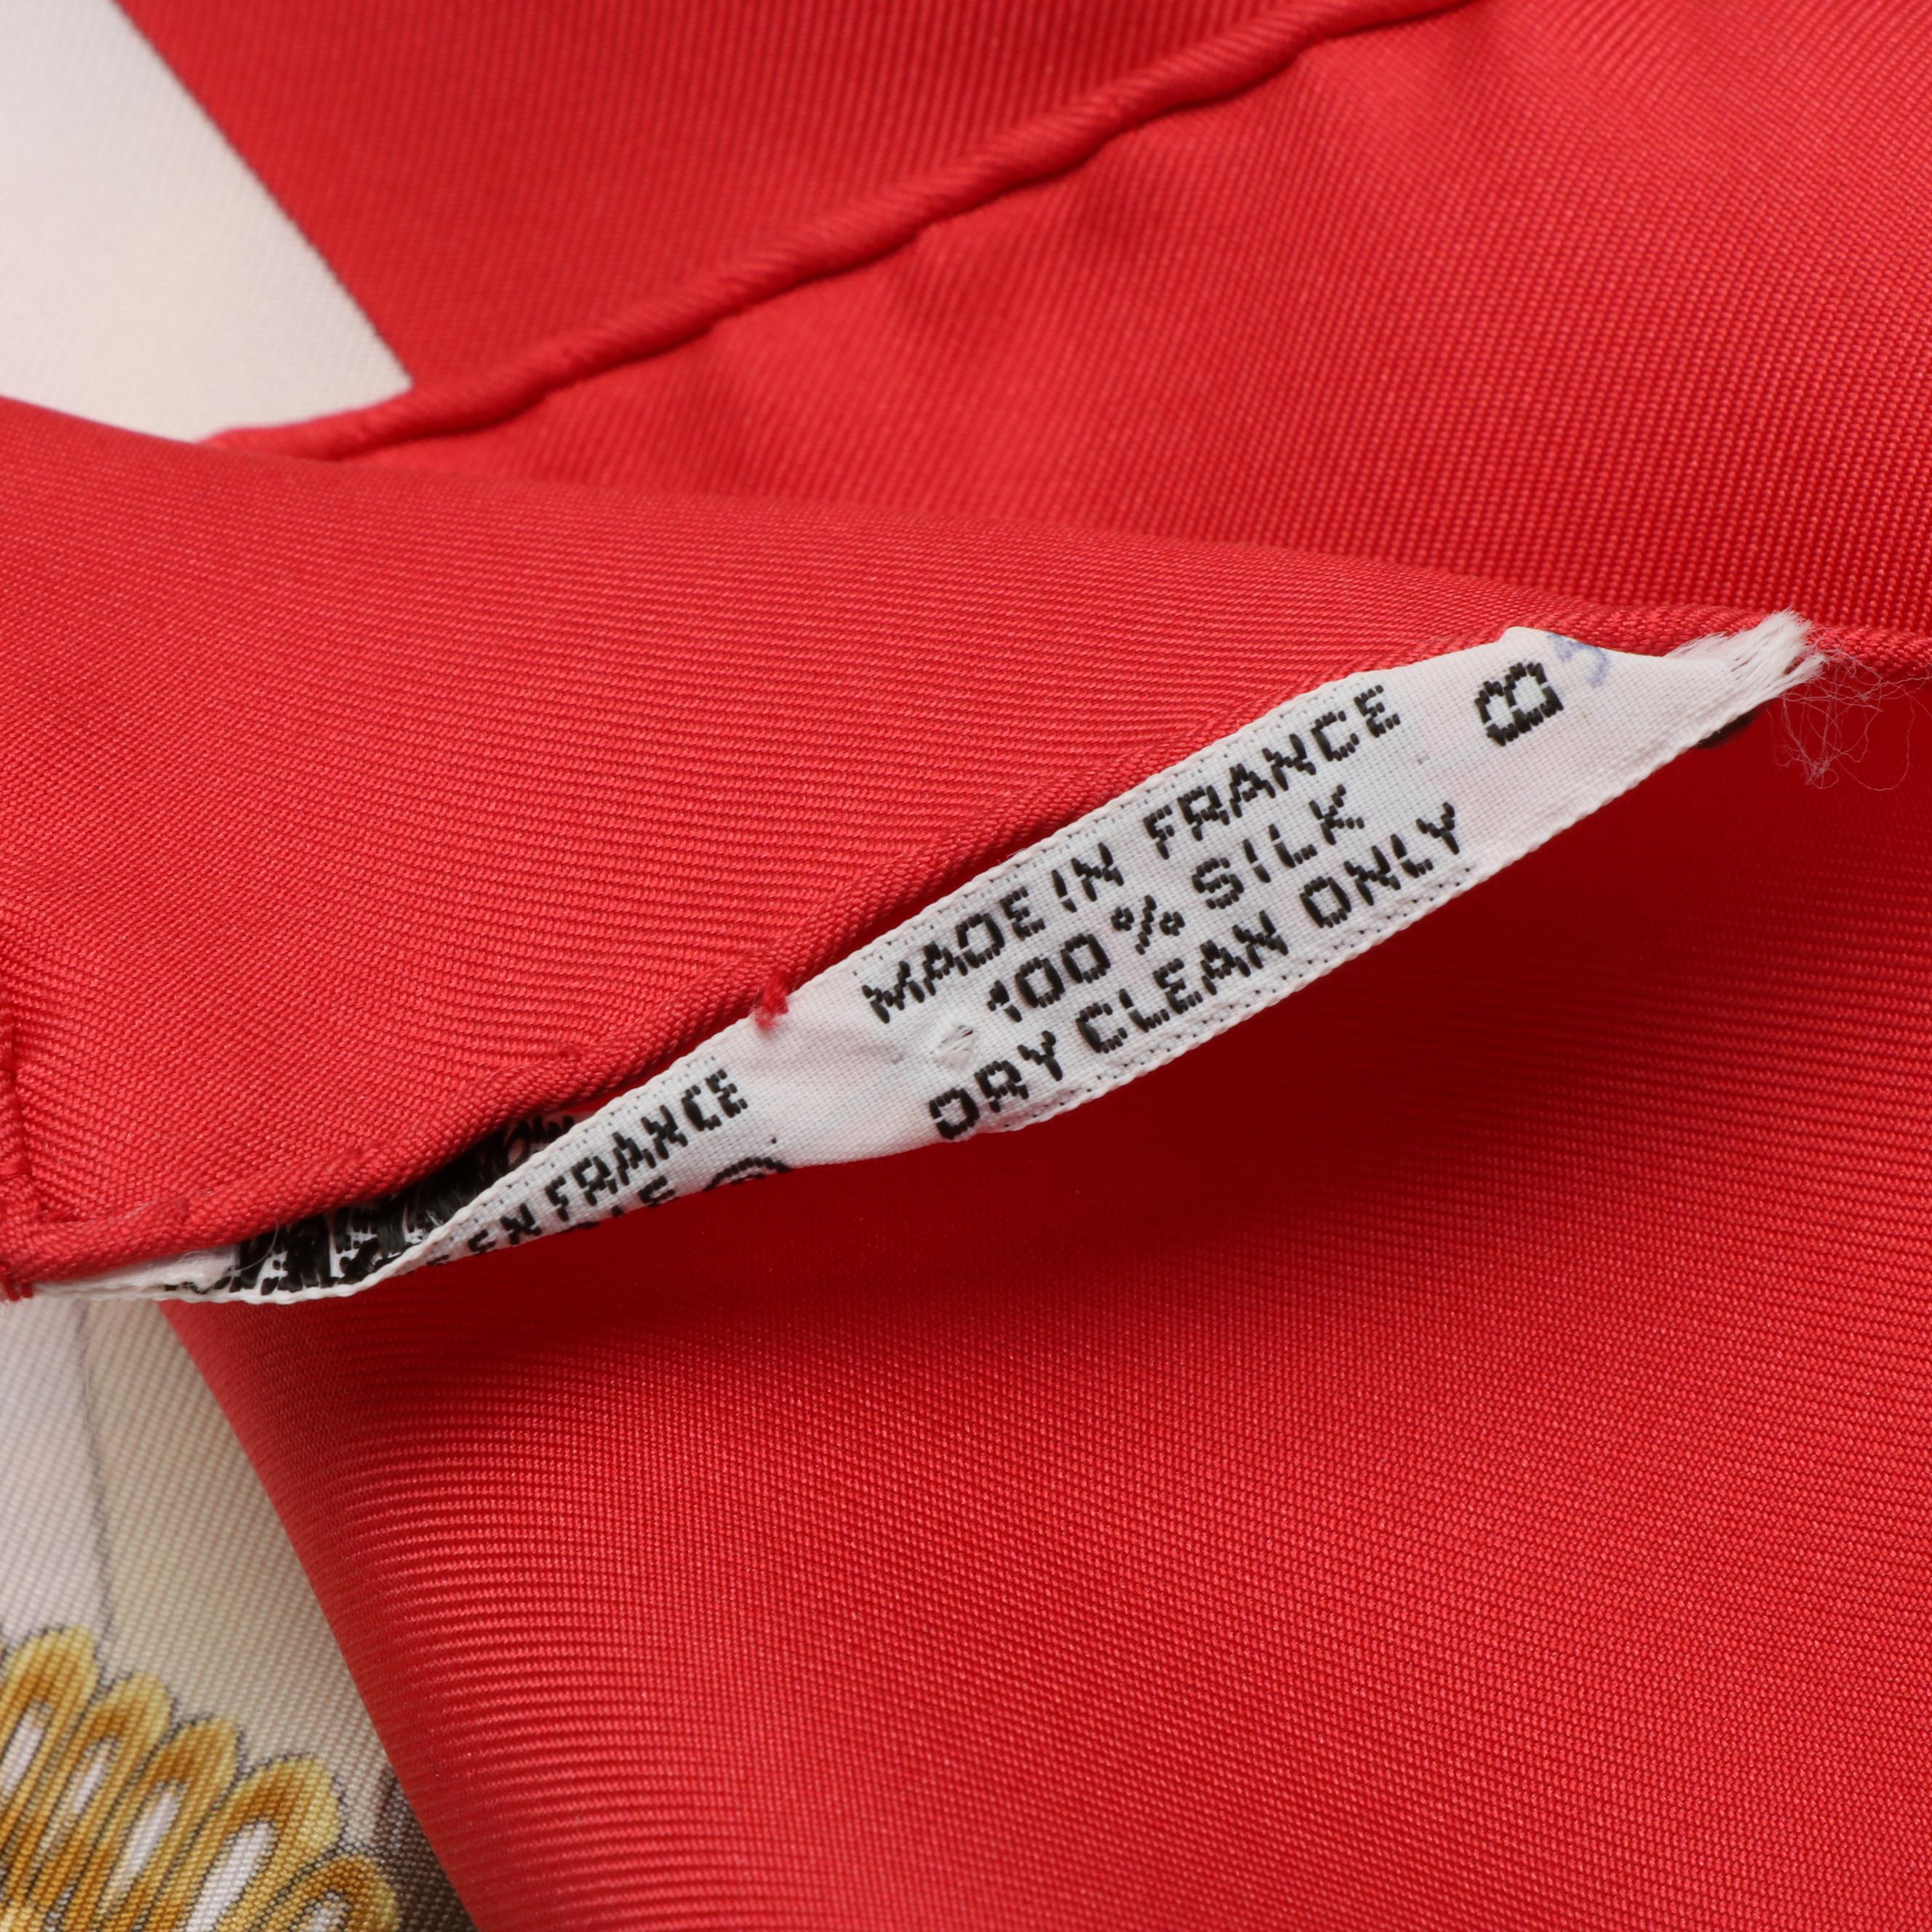 MADE IN FRANCE
100% SILK
DRY CLEAN ONLY
B
EN FRANCE